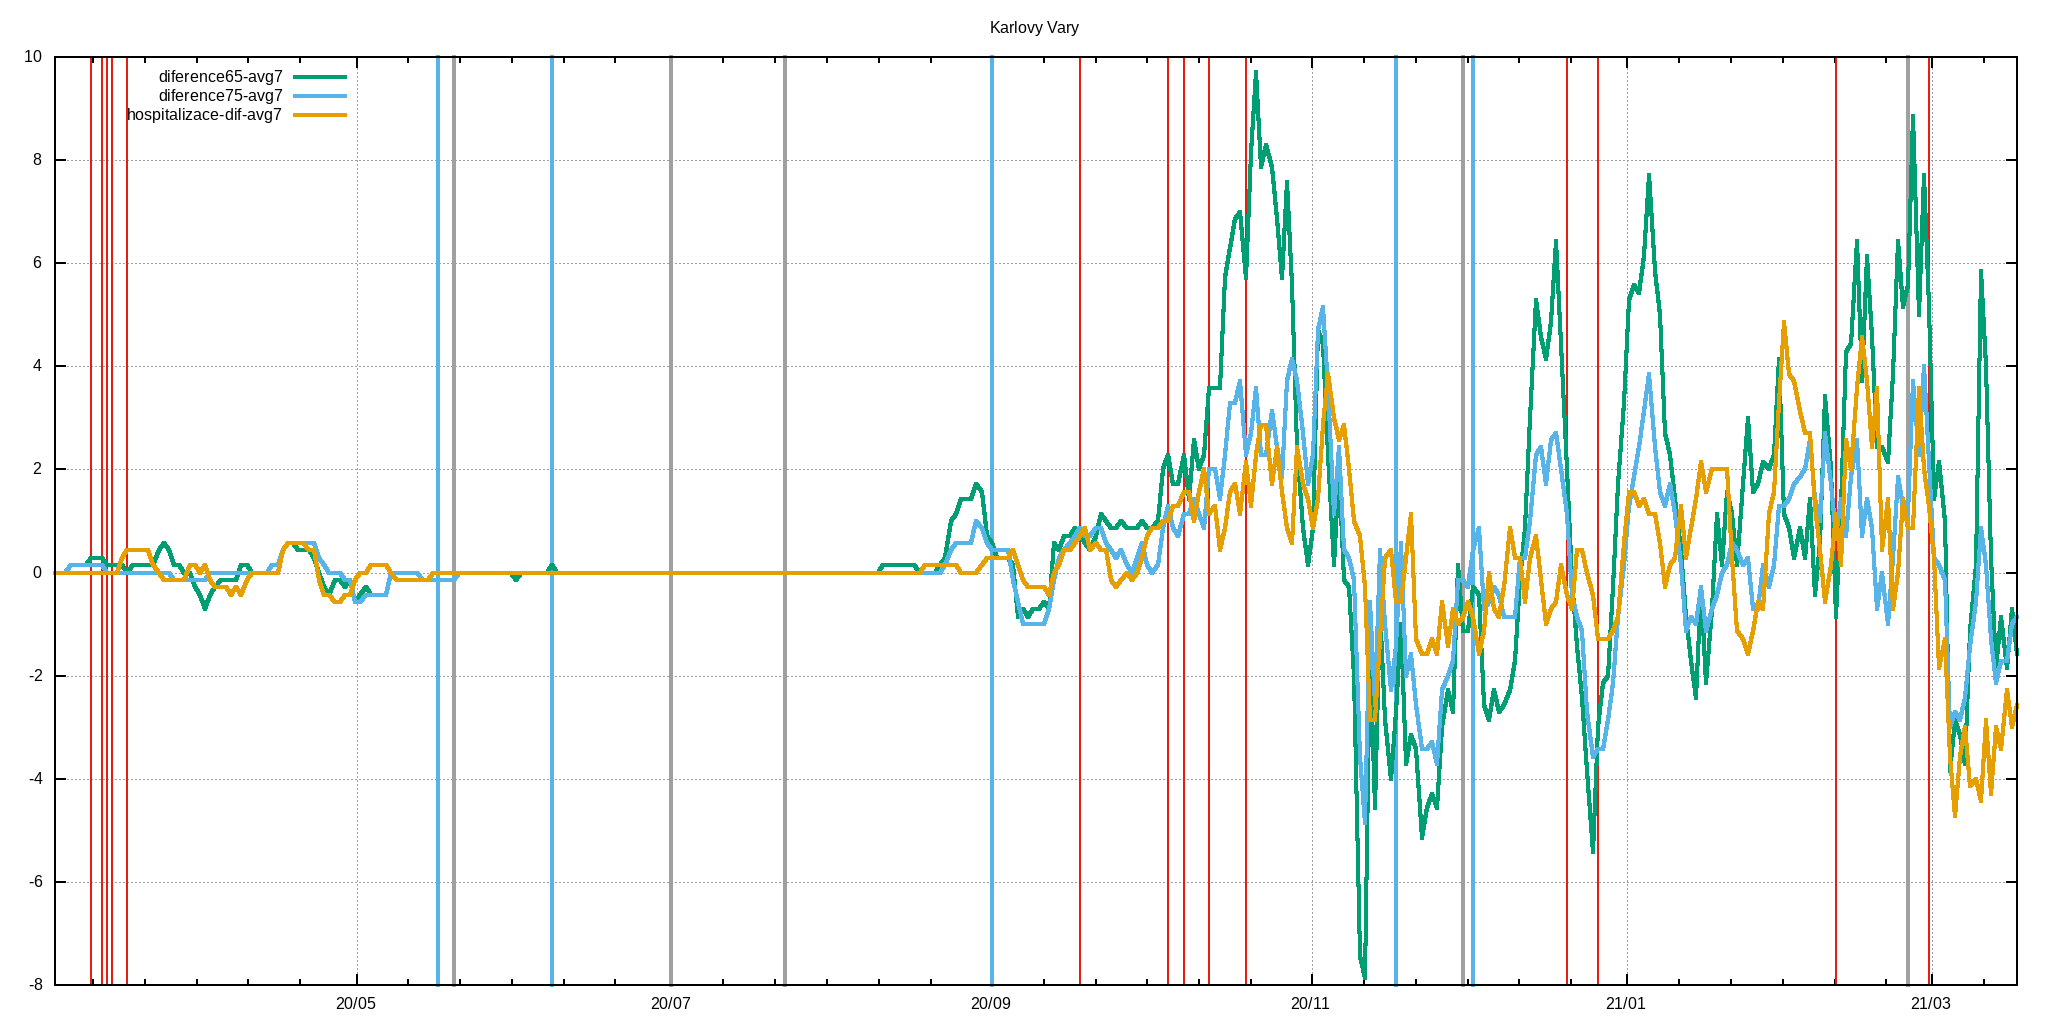 Karlovy Vary
diference65-avg7
diference75-avg7
hospitalizace-dif-avg7
10
8
6
4
2
0
-2
-4
-6
-8
20/05 20/07 20/09 20/11 21/01 21/03